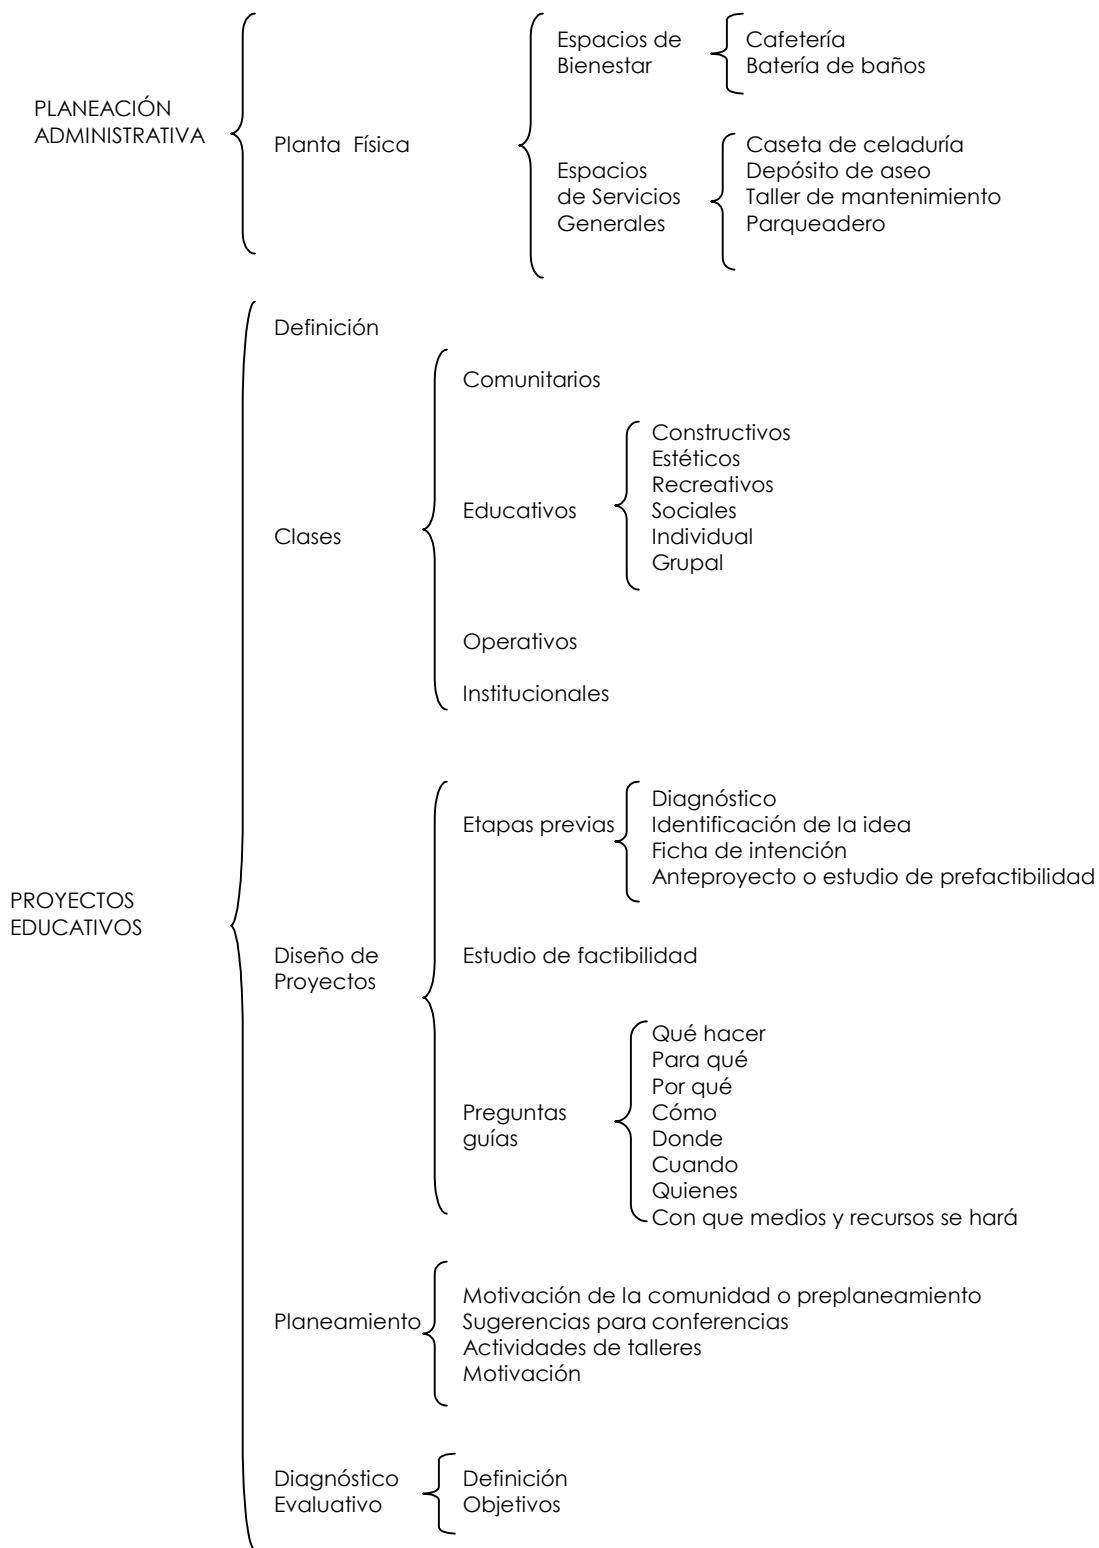 PLANEACIÓN
ADMINISTRATIVA
Planta Física
Espacios de
Bienestar
Cafetería
Batería de baños
Espacios
de Servicios
Generales
Caseta de celaduría
Depósito de aseo
Taller de mantenimiento
Parqueadero
PROYECTOS
EDUCATIVOS
Definición
Clases
Comunitarios
Educativos
Constructivos
Estéticos
Recreativos
Sociales
Individual
Grupal
Operativos
Institucionales
Diseño de
Proyectos
Etapas previas
Diagnóstico
Identificación de la idea
Ficha de intención
Anteproyecto o estudio de prefactibilidad
Estudio de factibilidad
Preguntas
guías
Qué hacer
Para qué
Por qué
Cómo
Donde
Cuando
Quienes
Con que medios y recursos se hará
Planeamiento
Motivación de la comunidad o preplaneamiento
Sugerencias para conferencias
Actividades de talleres
Motivación
Diagnóstico
Evaluativo
Definición
Objetivos